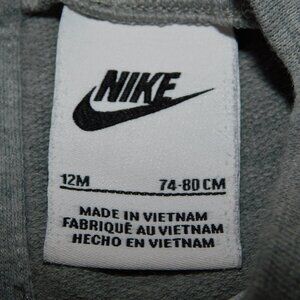 NIKE
12M 74-80 CM
MADE IN VIETNAM
FABRIQUÉ AU VIETNAM
HECHO EN VIETNAM